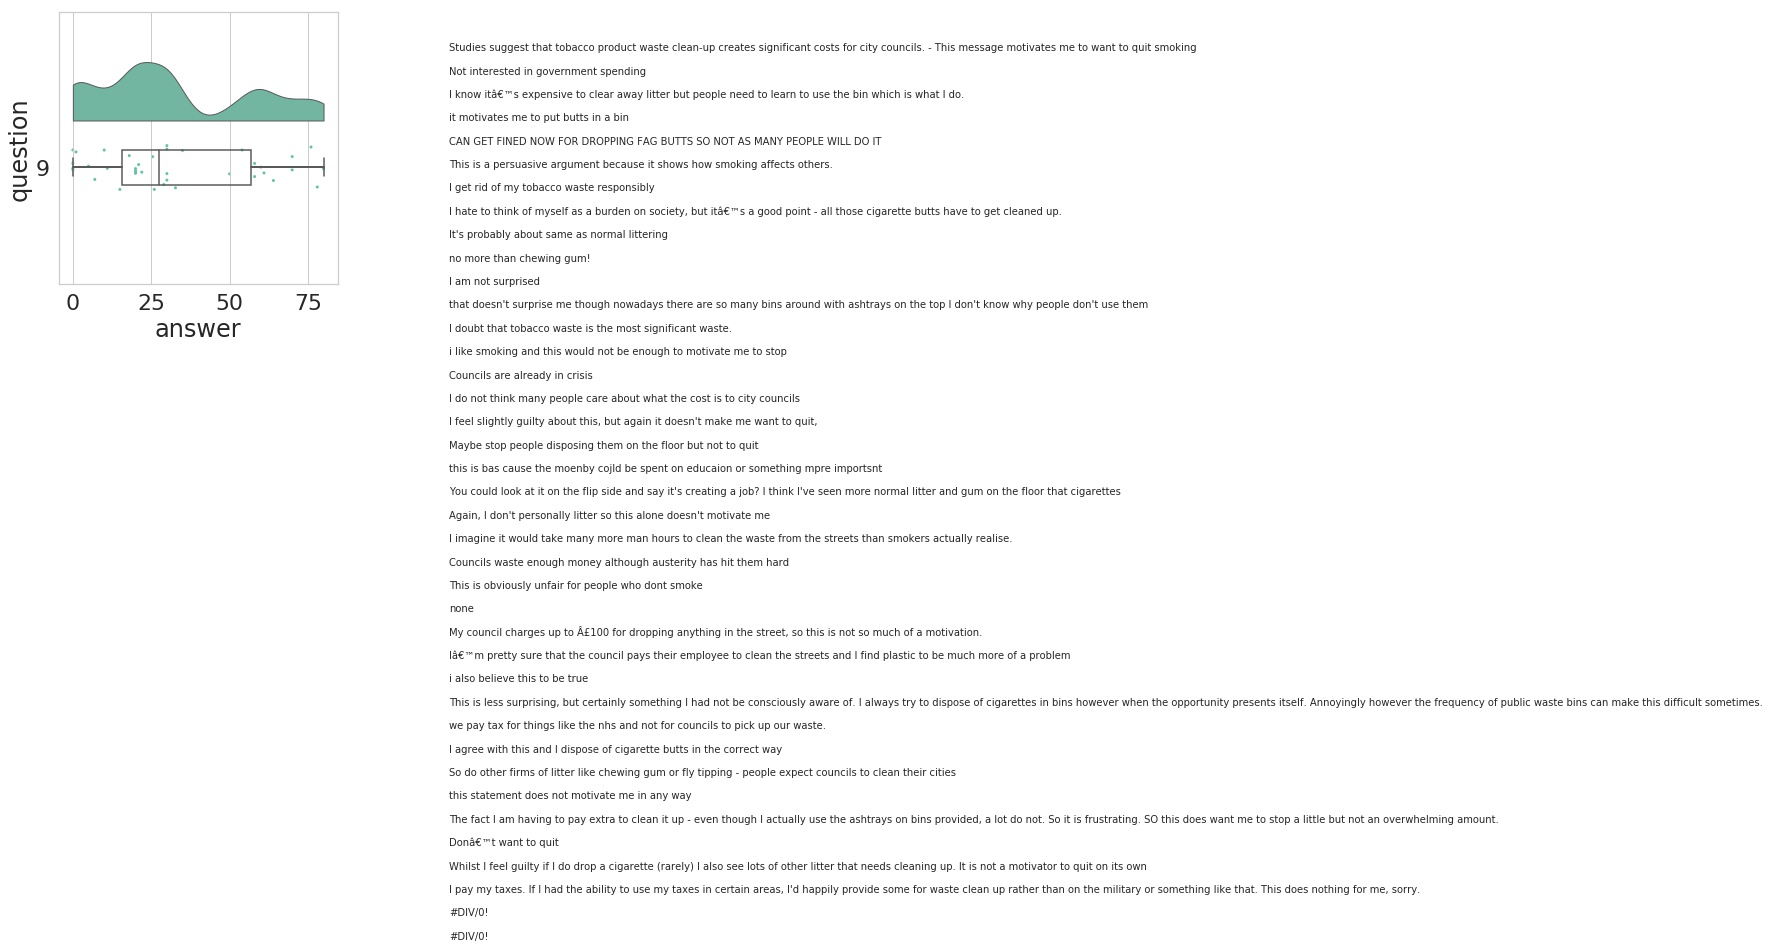 Studies suggest that tobacco product waste clean-up creates significant costs for city councils. - This message motivates me to want to quit smoking
Not interested in government spending
I know itâ€™s expensive to clear away litter but people need to learn to use the bin which is what I do.
it motivates me to put butts in a bin
CAN GET FINED NOW FOR DROPPING FAG BUTTS SO NOT AS MANY PEOPLE WILL DO IT
This is a persuasive argument because it shows how smoking affects others.
I get rid of my tobacco waste responsibly
I hate to think of myself as a burden on society, but itâ€™s a good point - all those cigarette butts have to get cleaned up.
It's probably about same as normal littering
no more than chewing gum!
I am not surprised
that doesn't surprise me though nowadays there are so many bins around with ashtrays on the top I don't know why people don't use them
I doubt that tobacco waste is the most significant waste.
i like smoking and this would not be enough to motivate me to stop
Councils are already in crisis
I do not think many people care about what the cost is to city councils
I feel slightly guilty about this, but again it doesn't make me want to quit,
Maybe stop people disposing them on the floor but not to quit
this is bas cause the moenby cojld be spent on educaion or something mpre importsnt
You could look at it on the flip side and say it's creating a job? I think I've seen more normal litter and gum on the floor that cigarettes
Again, I don't personally litter so this alone doesn't motivate me
I imagine it would take many more man hours to clean the waste from the streets than smokers actually realise.
Councils waste enough money although austerity has hit them hard
This is obviously unfair for people who dont smoke
none
My council charges up to Â£100 for dropping anything in the street, so this is not so much of a motivation.
Iâ€™m pretty sure that the council pays their employee to clean the streets and I find plastic to be much more of a problem
i also believe this to be true
This is less surprising, but certainly something I had not be consciously aware of. I always try to dispose of cigarettes in bins however when the opportunity presents itself. Annoyingly however the frequency of public waste bins can make this difficult sometimes.
we pay tax for things like the nhs and not for councils to pick up our waste.
I agree with this and I dispose of cigarette butts in the correct way
So do other firms of litter like chewing gum or fly tipping - people expect councils to clean their cities
this statement does not motivate me in any way
The fact I am having to pay extra to clean it up - even though I actually use the ashtrays on bins provided, a lot do not. So it is frustrating. SO this does want me to stop a little but not an overwhelming amount.
Donâ€™t want to quit
Whilst I feel guilty if I do drop a cigarette (rarely) I also see lots of other litter that needs cleaning up. It is not a motivator to quit on its own
I pay my taxes. If I had the ability to use my taxes in certain areas, I'd happily provide some for waste clean up rather than on the military or something like that. This does nothing for me, sorry.
#DIV/0!
#DIV/0!
question
9
0 25 50 75
answer